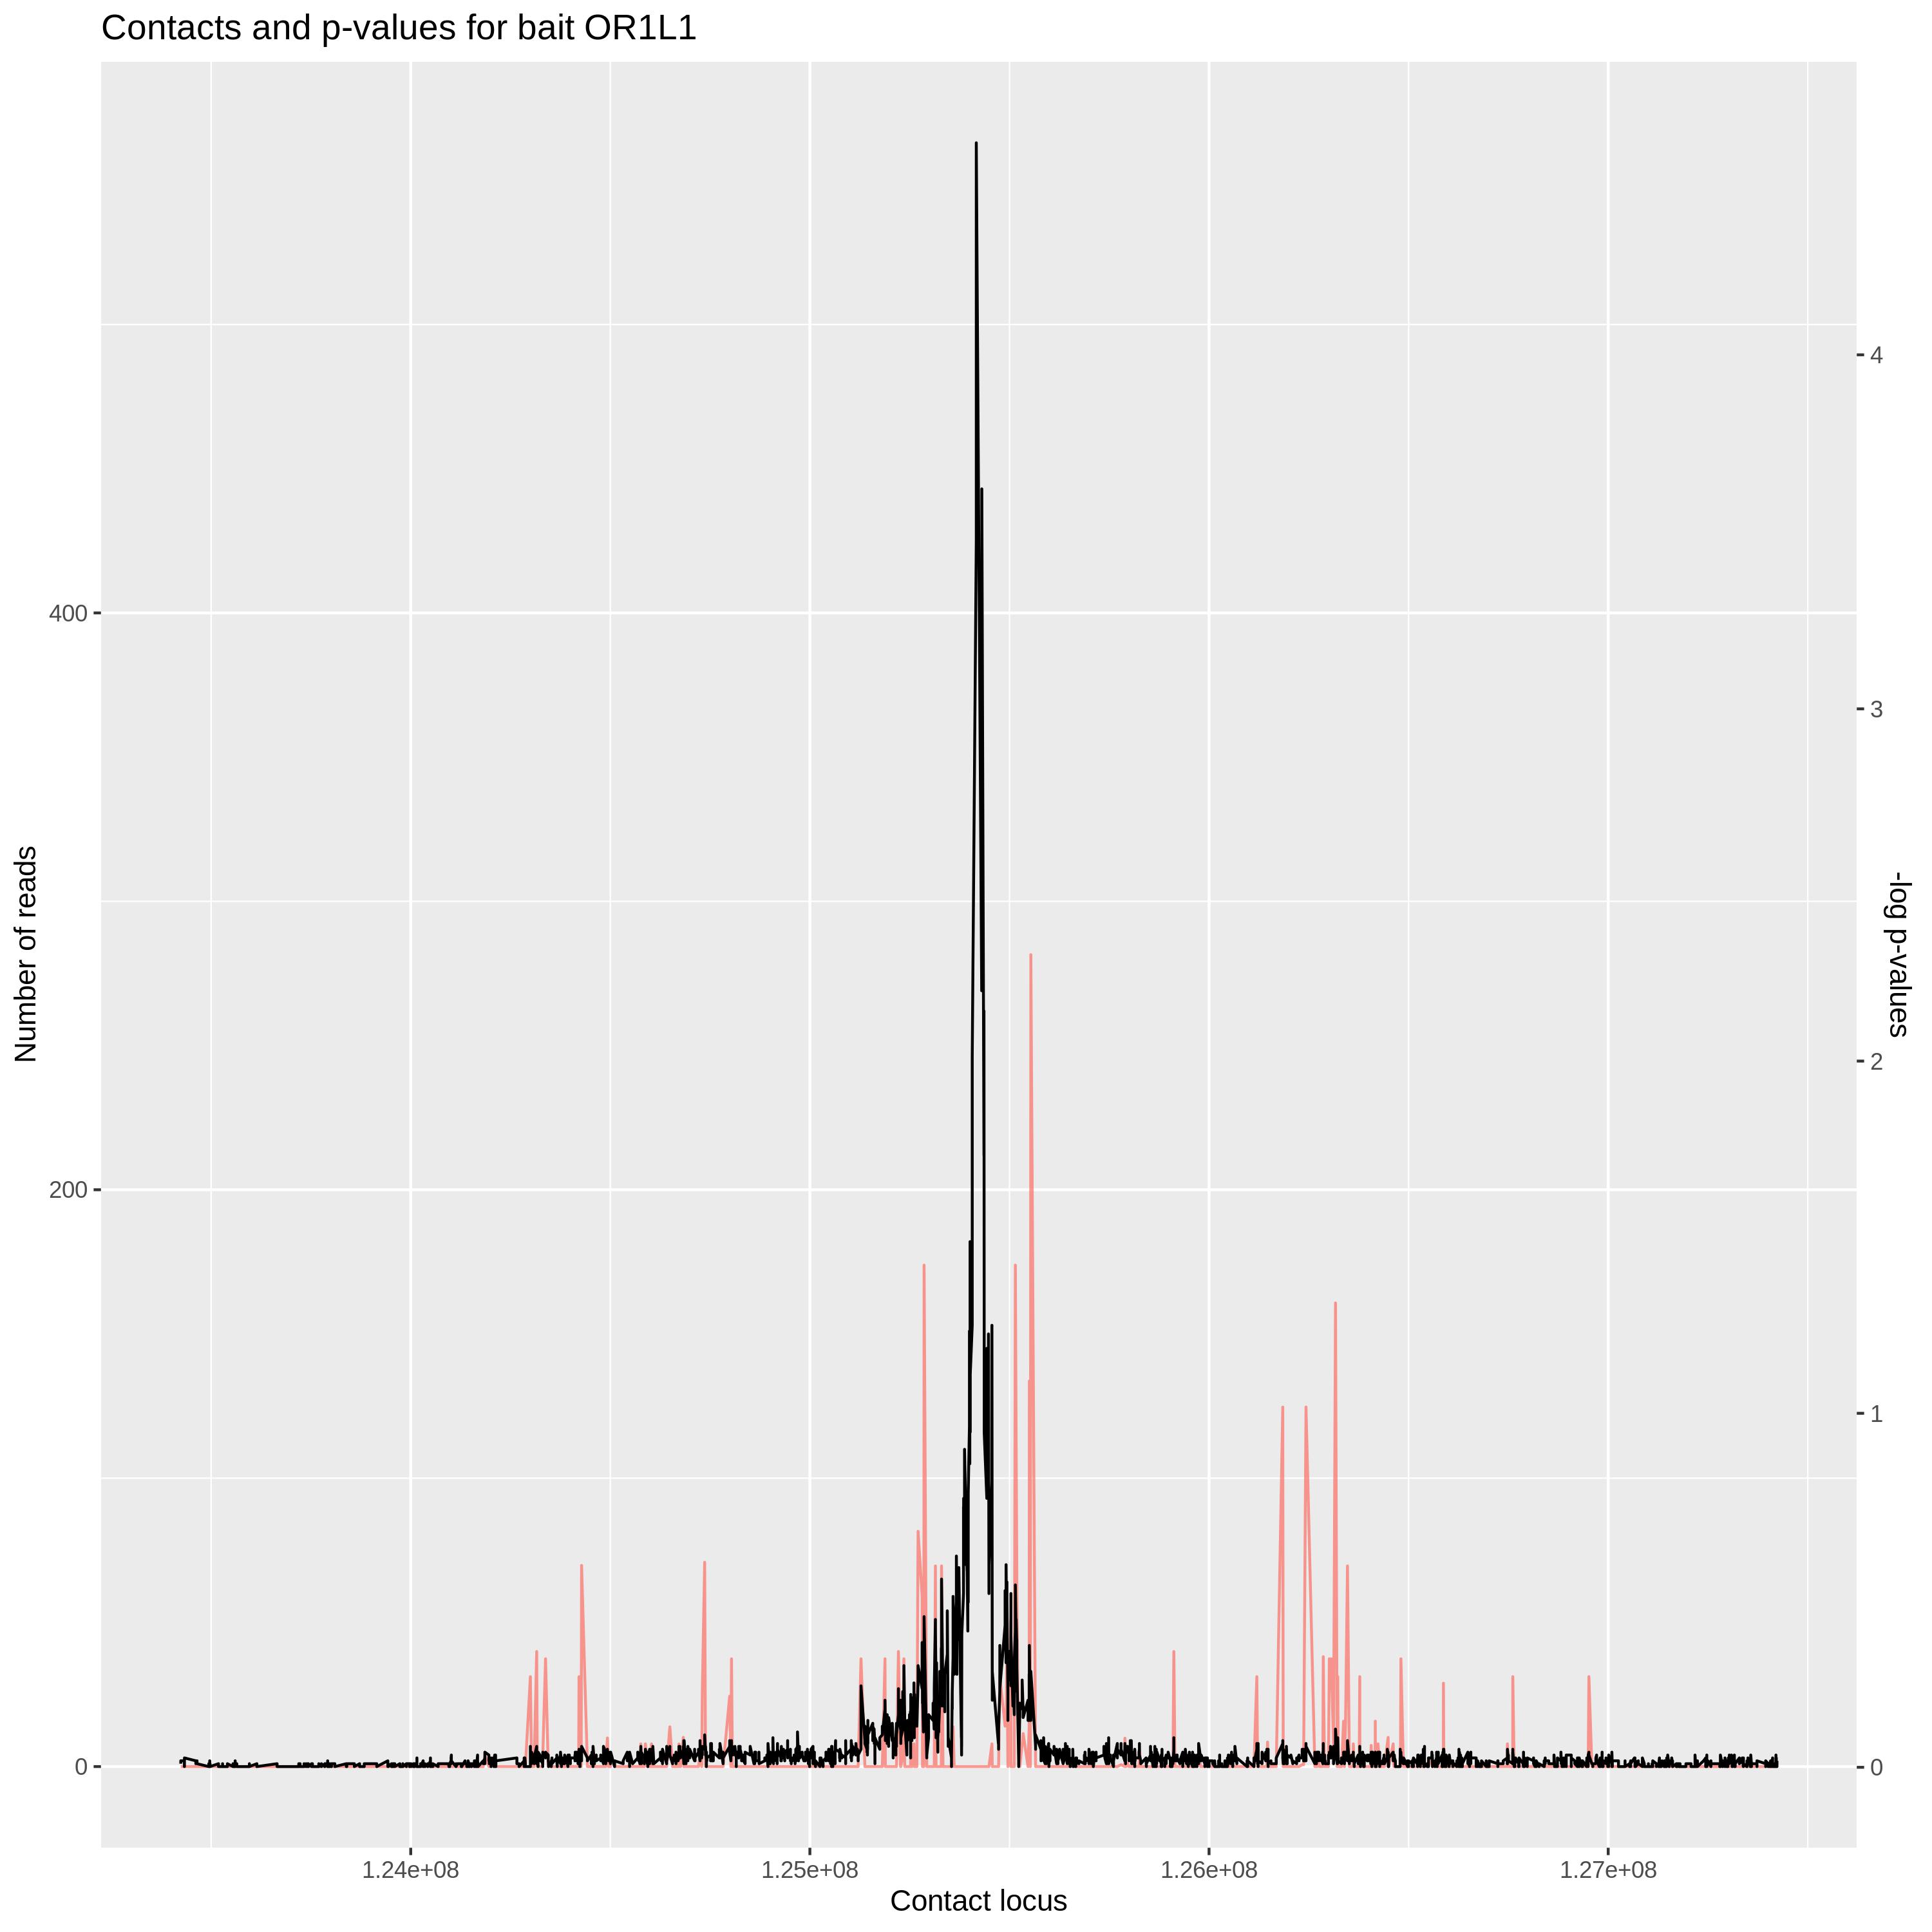 Contacts and p-values for bait OR1L1
Number of reads
400
200
0
4
3
2
1
0
-log p-values
1.24e+08
1.25e+08
1.26e+08
1.27e+08
Contact locus